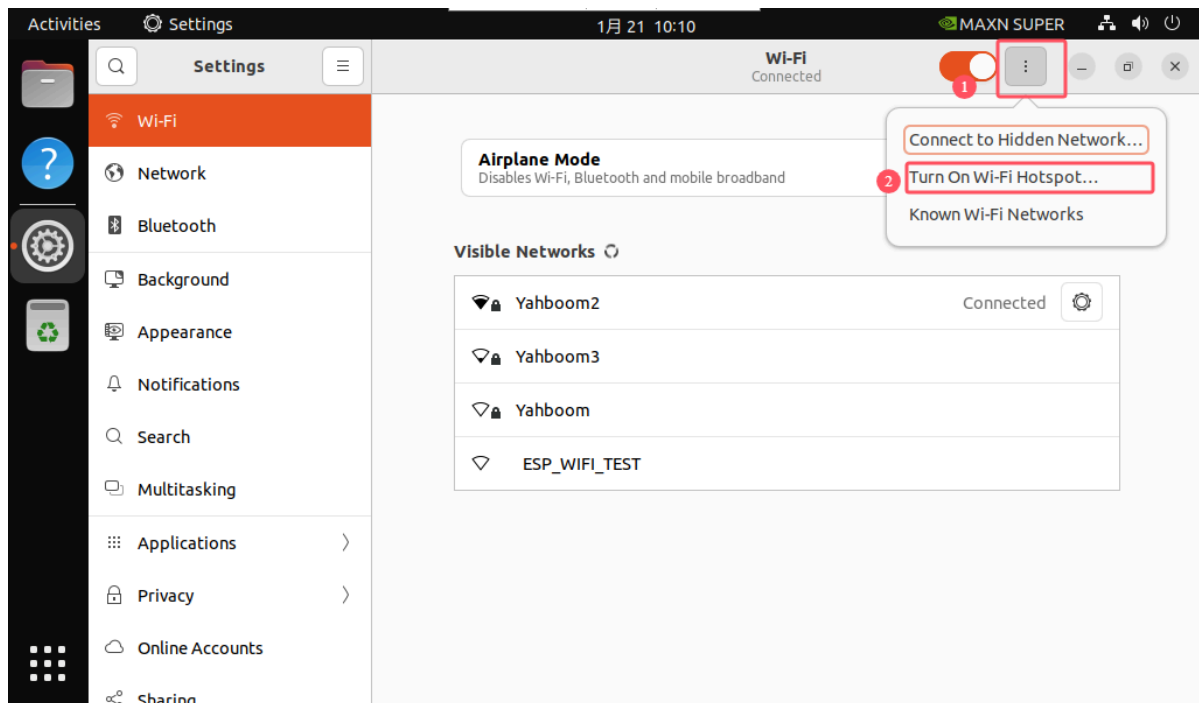 Activities
Settings
1月 21 10:10
MAXN SUPER
Settings
Wi-Fi
Connected
1
Wi-Fi
Network
Bluetooth
Background
Appearance
Notifications
Search
Multitasking
Applications
Privacy
Online Accounts
Sharing
Airplane Mode
Disables Wi-Fi, Bluetooth and mobile broadband
Connect to Hidden Network...
2
Turn On Wi-Fi Hotspot...
Known Wi-Fi Networks
Visible Networks
Yahboom2
Connected
Yahboom3
Yahboom
ESP_WIFI_TEST